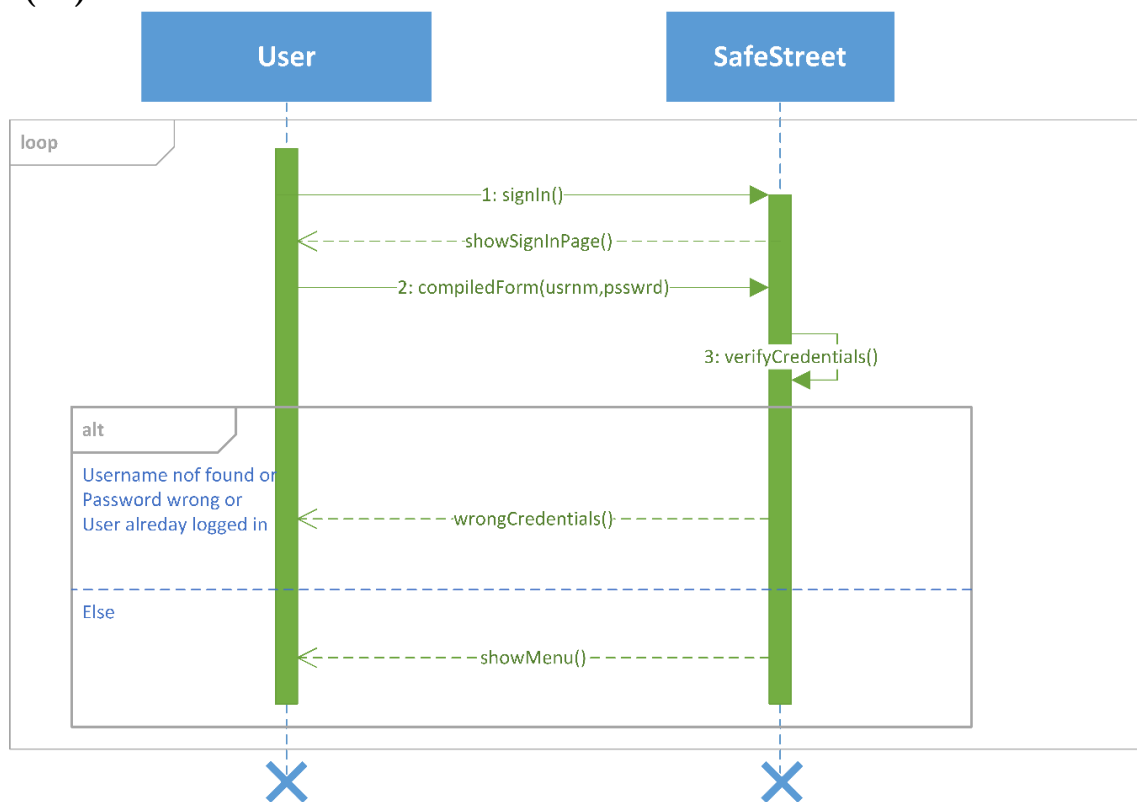 User
SafeStreet
loop
1: signIn()
showSignInPage()
2: compiledForm(usrnm,psswrd)
3: verifyCredentials()
alt
Username nof found or
Password wrong or
User alreday logged in
wrongCredentials()
Else
showMenu()